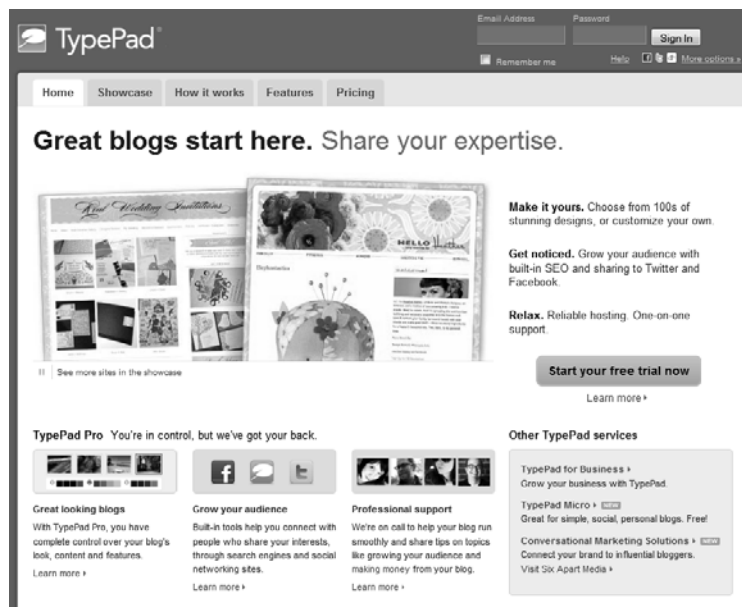 TypePad®
Email Address
Password
Sign In
Remember me
Help
More options »
Home
Showcase
How it works
Features
Pricing
Great blogs start here. Share your expertise.
Real Wedding Invitations
HELLO
Make it yours. Choose from 100s of
stunning designs, or customize your own.
Get noticed. Grow your audience with
built-in SEO and sharing to Twitter and
Facebook.
Relax. Reliable hosting. One-on-one
support.
See more sites in the showcase
Start your free trial now
Learn more
TypePad Pro You're in control, but we've got your back.
Great looking blogs
With TypePad Pro, you have
complete control over your blog's
look, content and features.
Learn more
Grow your audience
Built-in tools help you connect with
people who share your interests,
through search engines and social
networking sites.
Learn more
Professional support
We're on call to help your blog run
smoothly and share tips on topics
like growing your audience and
making money from your blog.
Learn more
Other TypePad services
TypePad for Business
Grow your business with TypePad.
TypePad Micro NEW
Great for simple, social, personal blogs. Free!
Conversational Marketing Solutions NEW
Connect your brand to influential bloggers.
Visit Six Apart Media